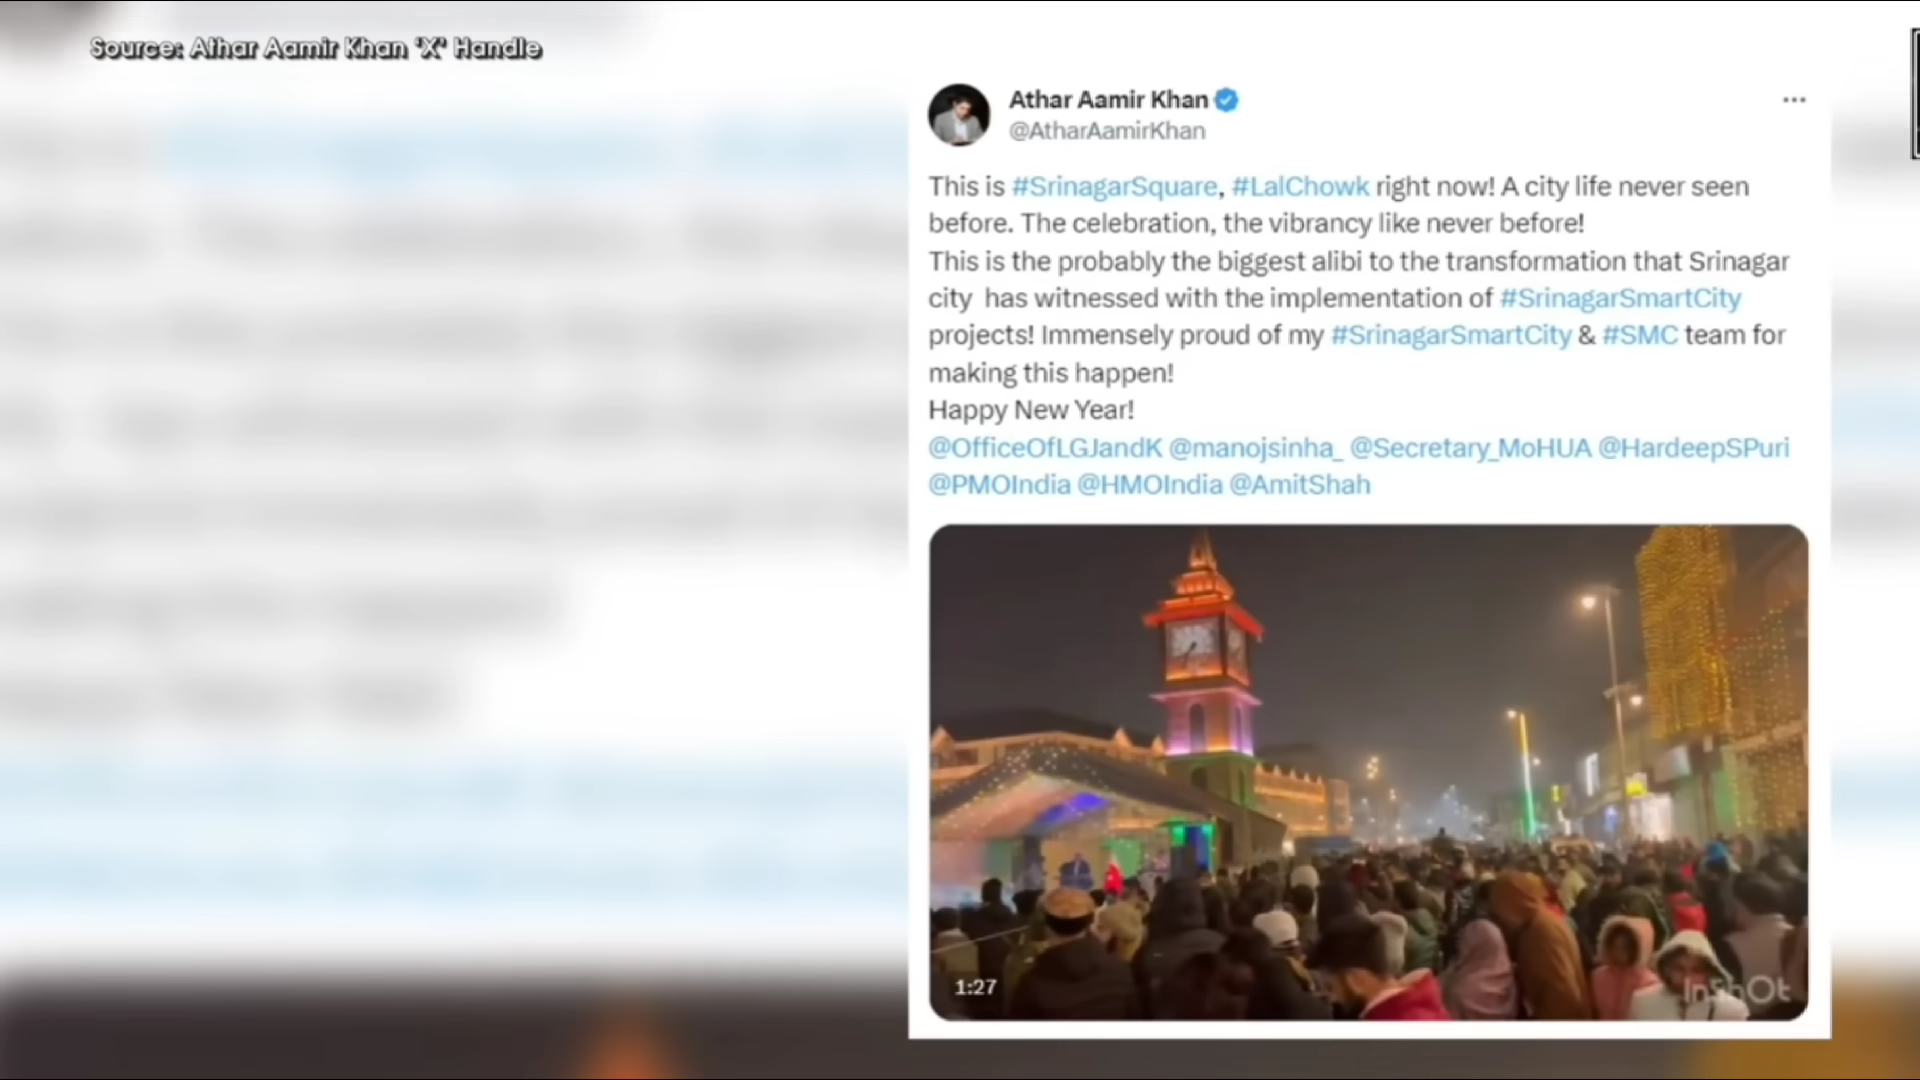 Source: Athar Aamir Khan 'X' Handle
Athar Aamir Khan
@AtharAamirKhan
This is #SrinagarSquare, #LalChowk right now! A city life never seen
before. The celebration, the vibrancy like never before!
This is the probably the biggest alibi to the transformation that Srinagar
city has witnessed with the implementation of #SrinagarSmartCity
projects! Immensely proud of my #SrinagarSmartCity & #SMC team for
making this happen!
Happy New Year!
@OfficeOfLGJandK @manojsinha_ @Secretary_MoHUA @HardeepSPuri
@PMOIndia @HMOIndia @AmitShah
1:27
InShOt